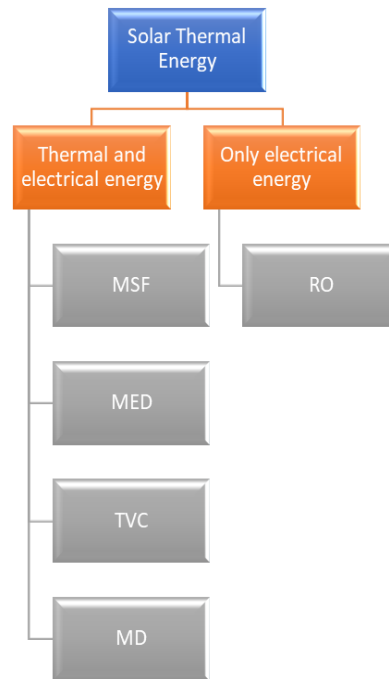 Solar Thermal
Energy
Thermal and
electrical energy
Only electrical
energy
MSF
RO
MED
TVC
MD